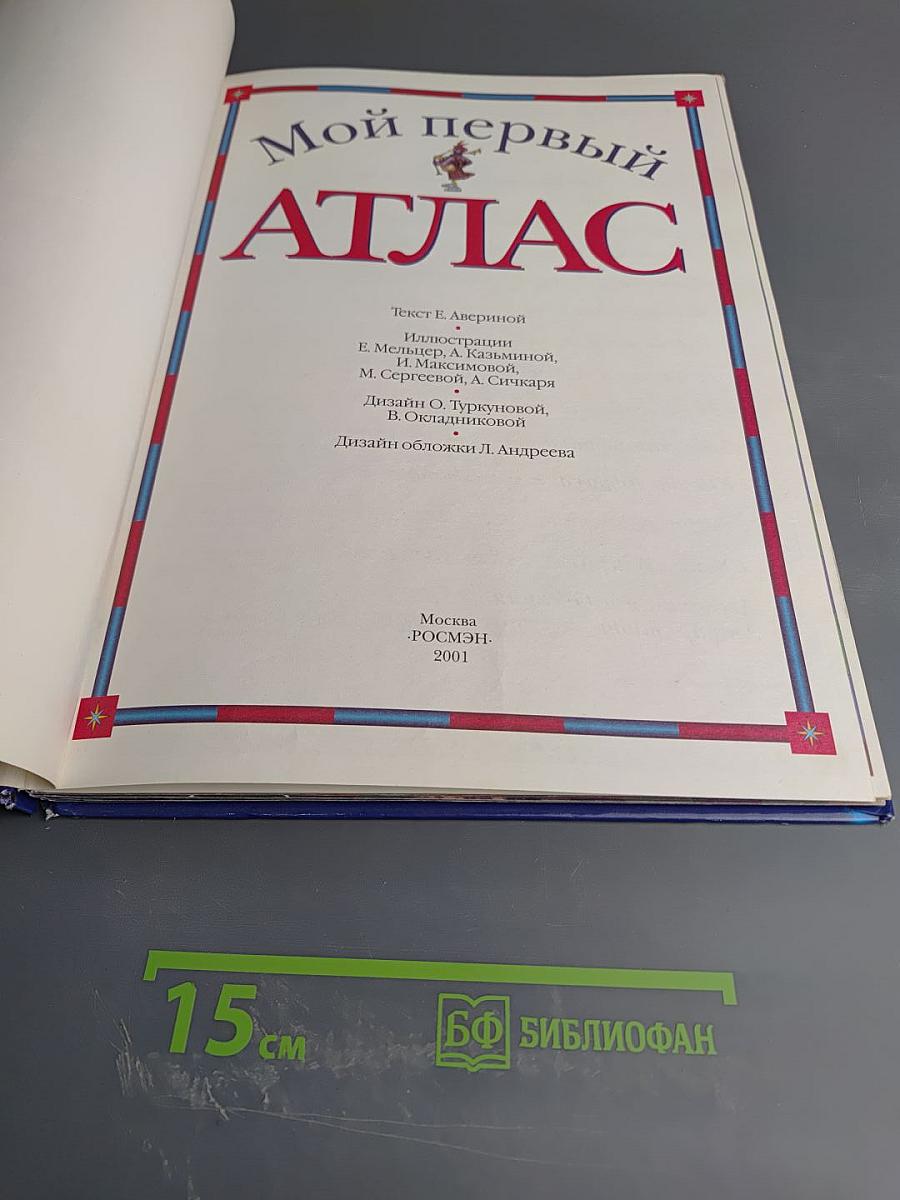 Мой первый
АТЛАС
Текст Е. Авериной
Иллюстрации
Е. Мельцер, А. Казьминой,
И. Максимовой,
М. Сергеевой, А. Сичкаря
Дизайн О. Туркуновой,
В. Окладниковой
Дизайн обложки Л. Андреева
Москва
·РОСМЭН·
2001
15 см
БФ БИБЛИОФАН